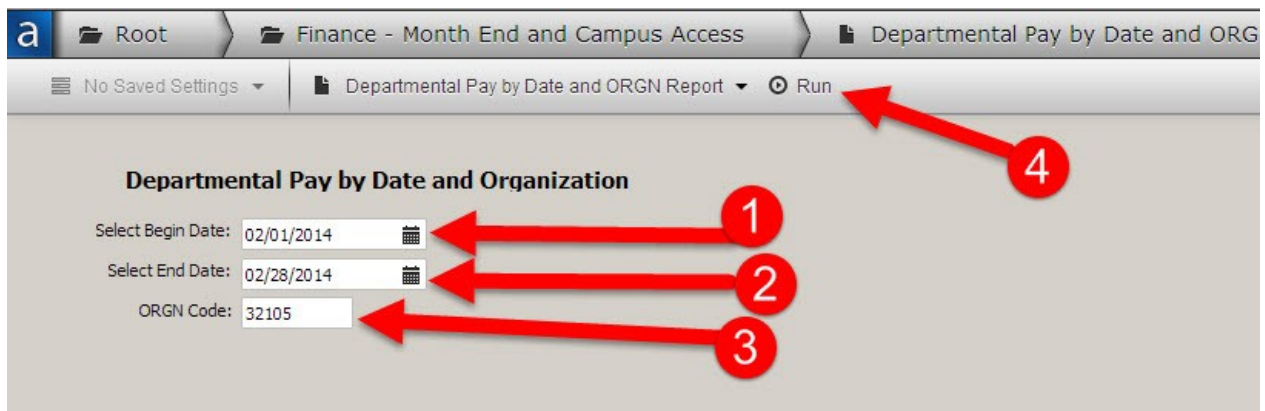 a Root Finance - Month End and Campus Access Departmental Pay by Date and ORG
No Saved Settings Departmental Pay by Date and ORGN Report Run
4
Departmental Pay by Date and Organization
1
Select Begin Date: 02/01/2014
Select End Date: 02/28/2014
2
ORGN Code: 32105
3